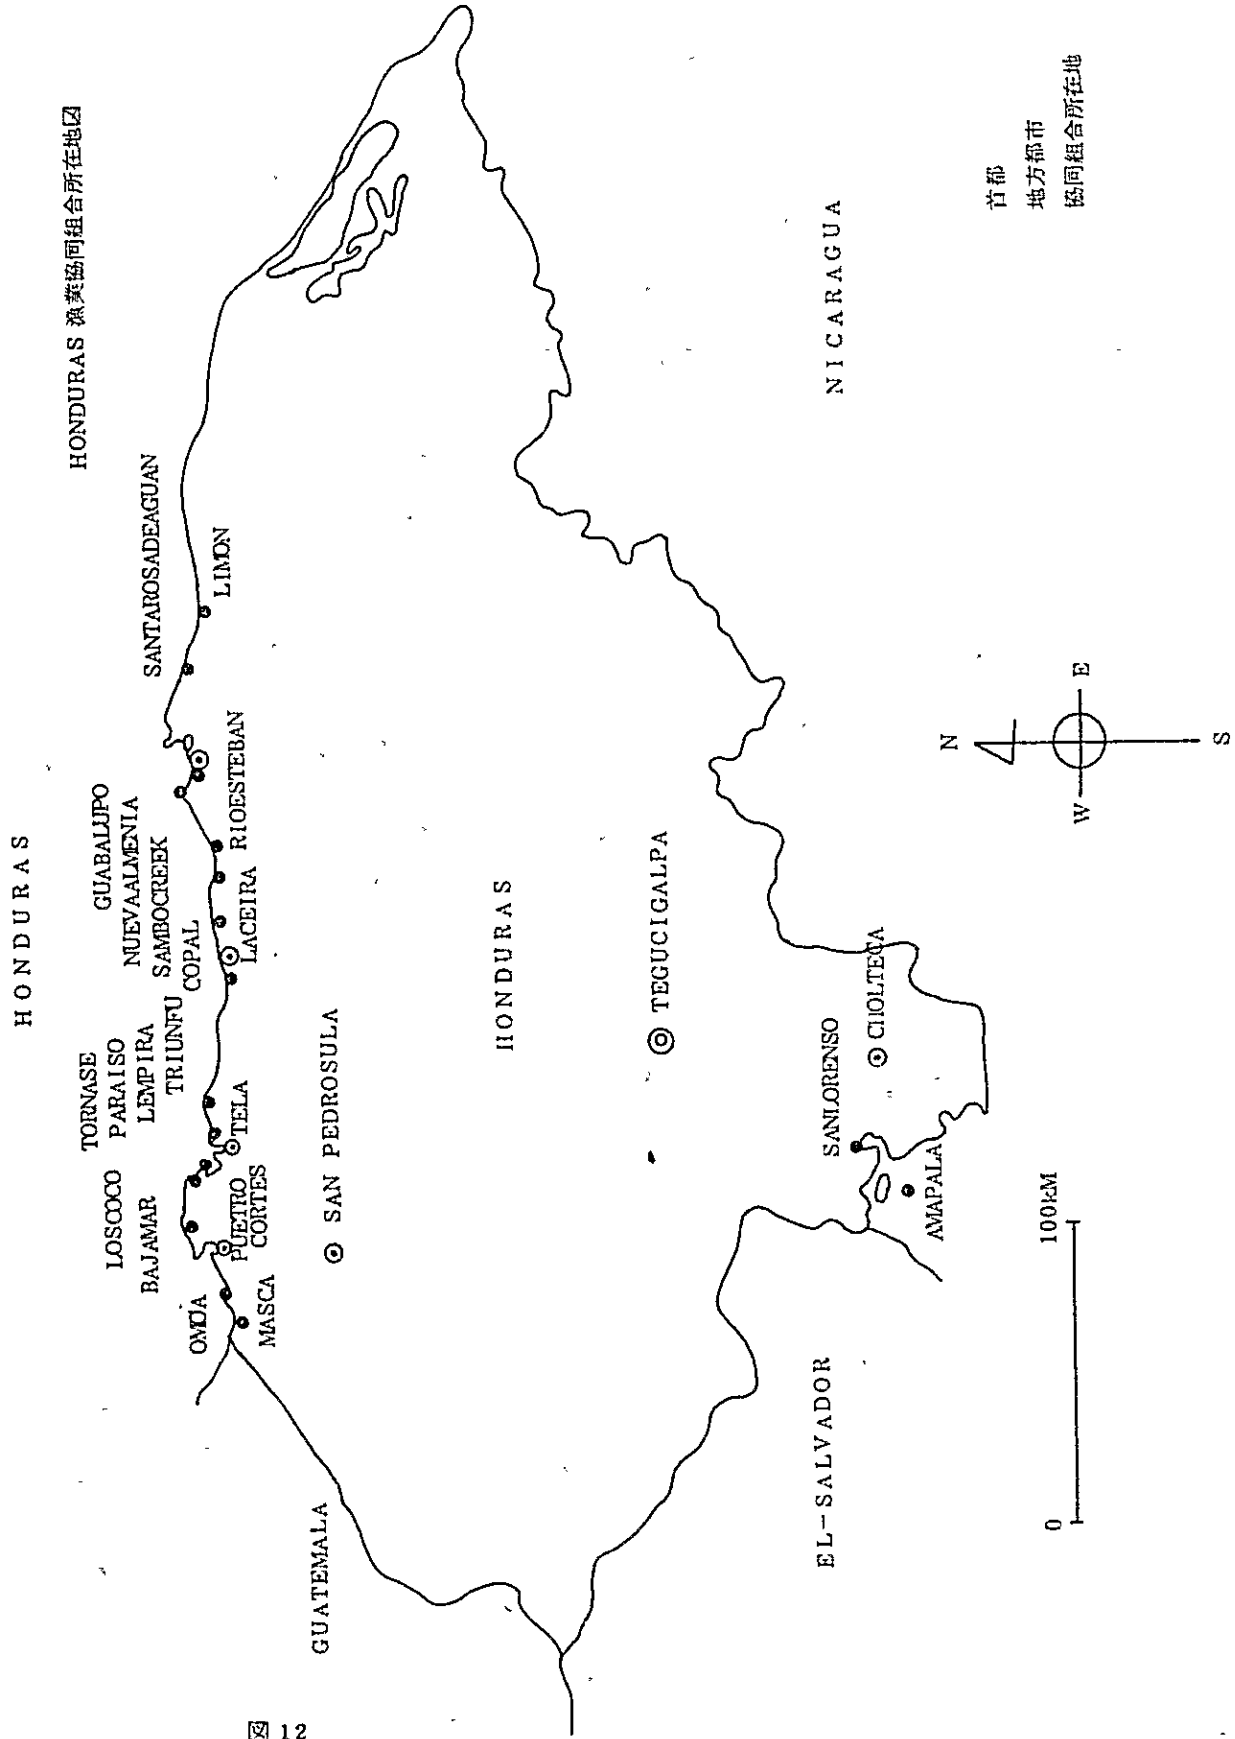 HONDURAS
HONDURAS 漁業協同組合所在地図
TORNASE
PARAISO
LEMPIRA
TRIUNFU
LOSCOCO
BAJAMAR
GUABALUPO
NUEVAALMENIA
SAMBOCREEK
COPAL
SANTAROSADEAGUAN
LIMON
RIOESTEBAN
LACEIRA
TELA
PUETRO
CORTES
OMOA
MASCA
SAN PEDROSULA
GUATEMALA
HONDURAS
TEGUCIGALPA
NICARAGUA
SANLORENSO
CHOLTECA
AMAPALA
EL-SALVADOR
N
W
E
S
0
100kM
首都
地方都市
協同組合所在地
図 12